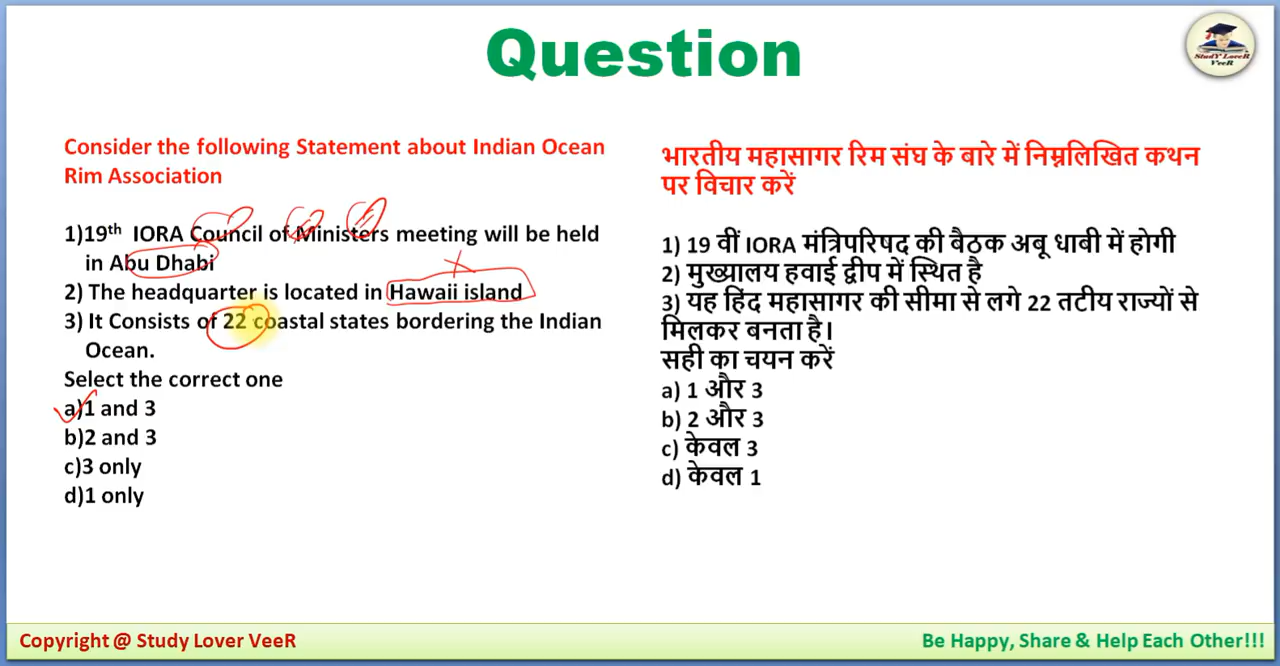 Question
StudY LoveR
VeeR
Consider the following Statement about Indian Ocean
Rim Association
1)19th IORA Council of Ministers meeting will be held
in Abu Dhabi
2) The headquarter is located in Hawaii island
3) It Consists of 22 coastal states bordering the Indian
Ocean.
Select the correct one
a)1 and 3
b)2 and 3
c)3 only
d)1 only
भारतीय महासागर रिम संघ के बारे में निम्नलिखित कथन
पर विचार करें
1) 19 वीं IORA मंत्रिपरिषद की बैठक अबू धाबी में होगी
2) मुख्यालय हवाई द्वीप में स्थित है
3) यह हिंद महासागर की सीमा से लगे 22 तटीय राज्यों से
मिलकर बनता है।
सही का चयन करें
a) 1 और 3
b) 2 और 3
c) केवल 3
d) केवल 1
Copyright @ Study Lover VeeR
Be Happy, Share & Help Each Other!!!